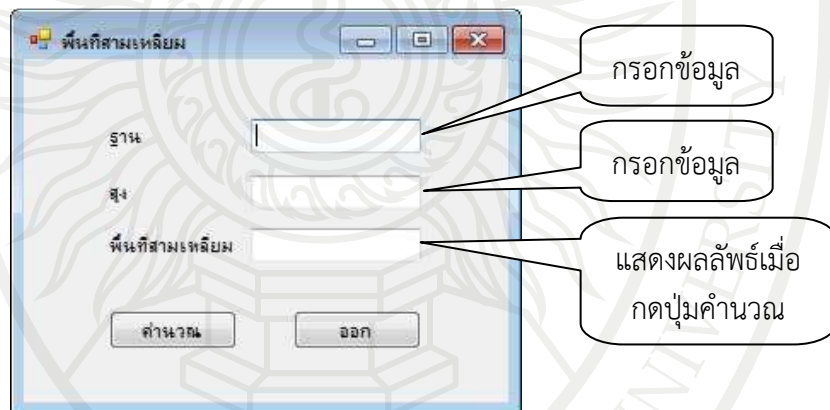 พื้นที่สามเหลี่ยม
กรอกข้อมูล
ฐาน
กรอกข้อมูล
สูง
พื้นที่สามเหลี่ยม
แสดงผลลัพธ์เมื่อ
กดปุ่มคำนวณ
คำนวณ
ออก
UNIVERSITY